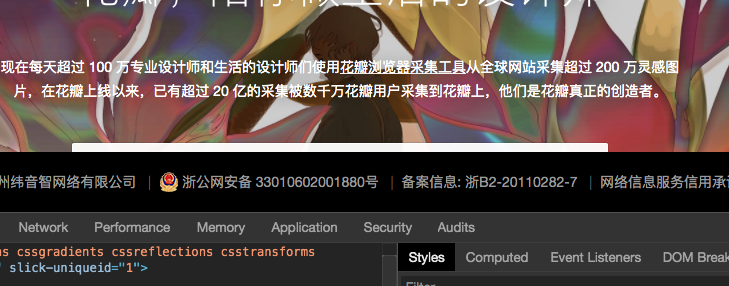 现在每天超过 100 万专业设计师和生活的设计师们使用花瓣浏览器采集工具从全球网站采集超过 200 万灵感图
片，在花瓣上线以来，已有超过 20 亿的采集被数千万花瓣用户采集到花瓣上，他们是花瓣真正的创造者。
州纬音智网络有限公司 | 浙公网安备 33010602001880号 | 备案信息: 浙B2-20110282-7 | 网络信息服务信用承
Network Performance Memory Application Security Audits
ns cssgradients cssreflections csstransforms
" slick-uniqueid="1">
Styles Computed Event Listeners DOM Break
Filter